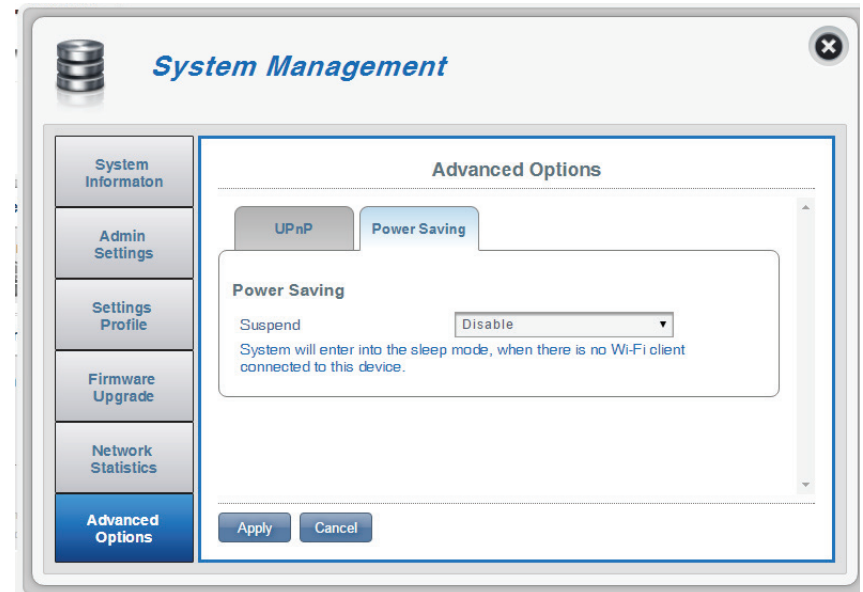 System Management
System
Informaton
Admin
Settings
Settings
Profile
Firmware
Upgrade
Network
Statistics
Advanced
Options
Advanced Options
UPnP
Power Saving
Power Saving
Suspend
Disable
System will enter into the sleep mode, when there is no Wi-Fi client
connected to this device.
Apply
Cancel